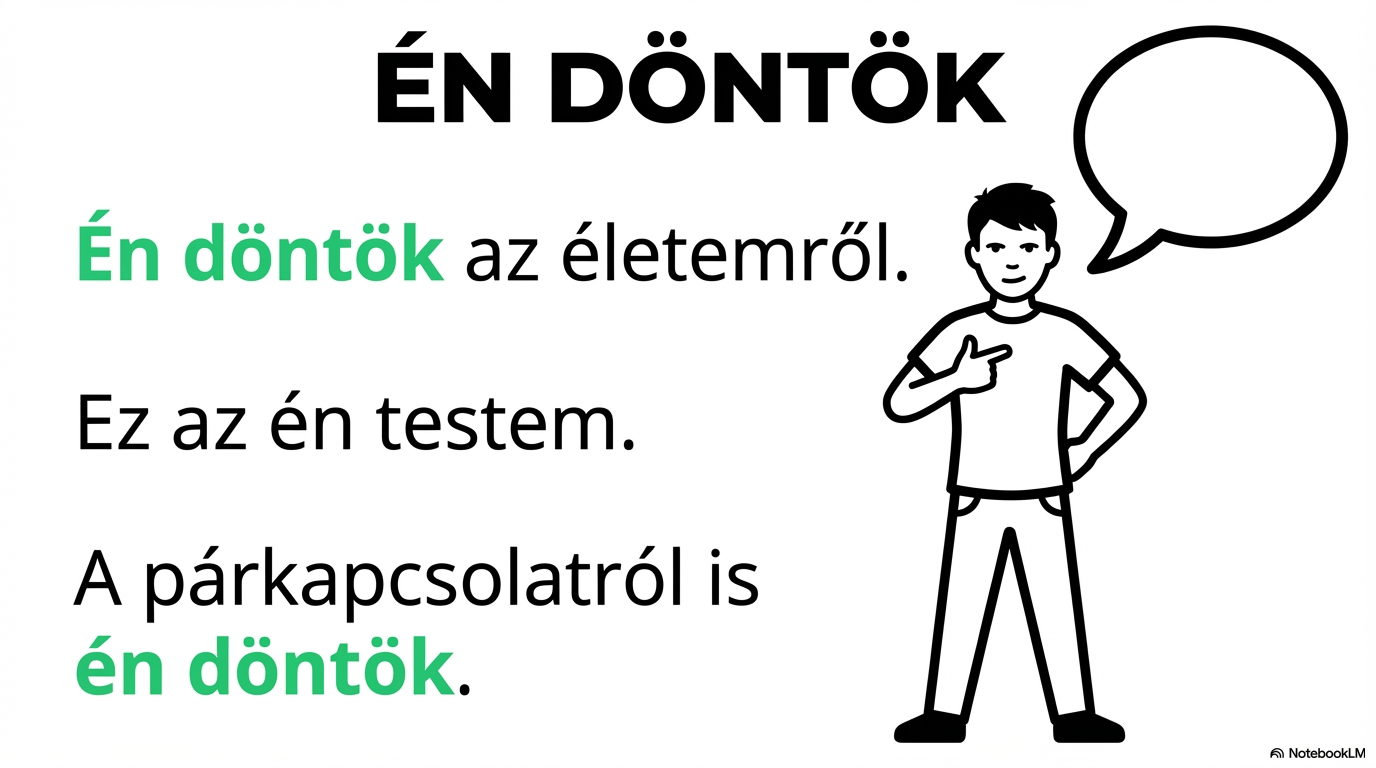 ÉN DÖNTÖK
Én döntök az életemről.
Ez az én testem.
A párkapcsolatról is
én döntök.
NotebookLM